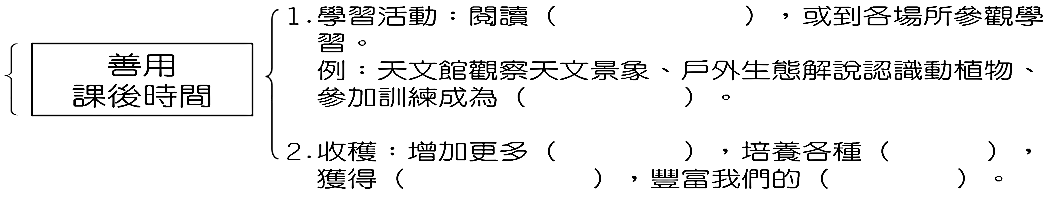 善用
課後時間
1.學習活動：閱讀（　　　　　　），或到各場所參觀學
習。
例：天文館觀察天文景象、戶外生態解說認識動植物、
參加訓練成為（　　　　　）。
2.收穫：增加更多（　　　　），培養各種（　　　），
獲得（　　　　　　），豐富我們的（　　　　）。